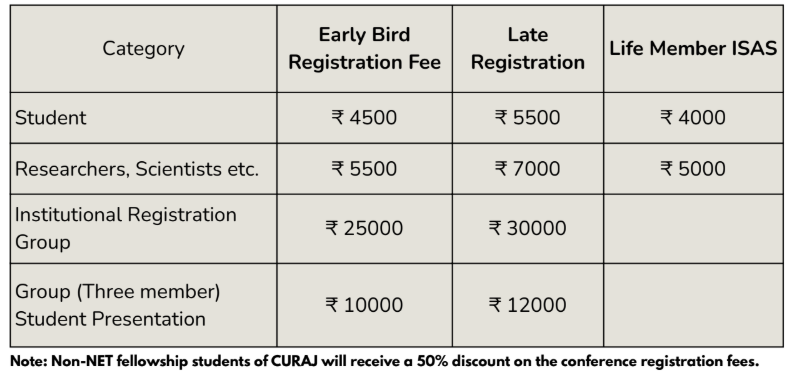 Category
Early Bird
Registration Fee
Late
Registration
Life Member ISAS
Student
₹ 4500
₹ 5500
₹ 4000
Researchers, Scientists etc.
₹ 5500
₹ 7000
₹ 5000
Institutional Registration
Group
₹ 25000
₹ 30000
Group (Three member)
Student Presentation
₹ 10000
₹ 12000
Note: Non-NET fellowship students of CURAJ will receive a 50% discount on the conference registration fees.